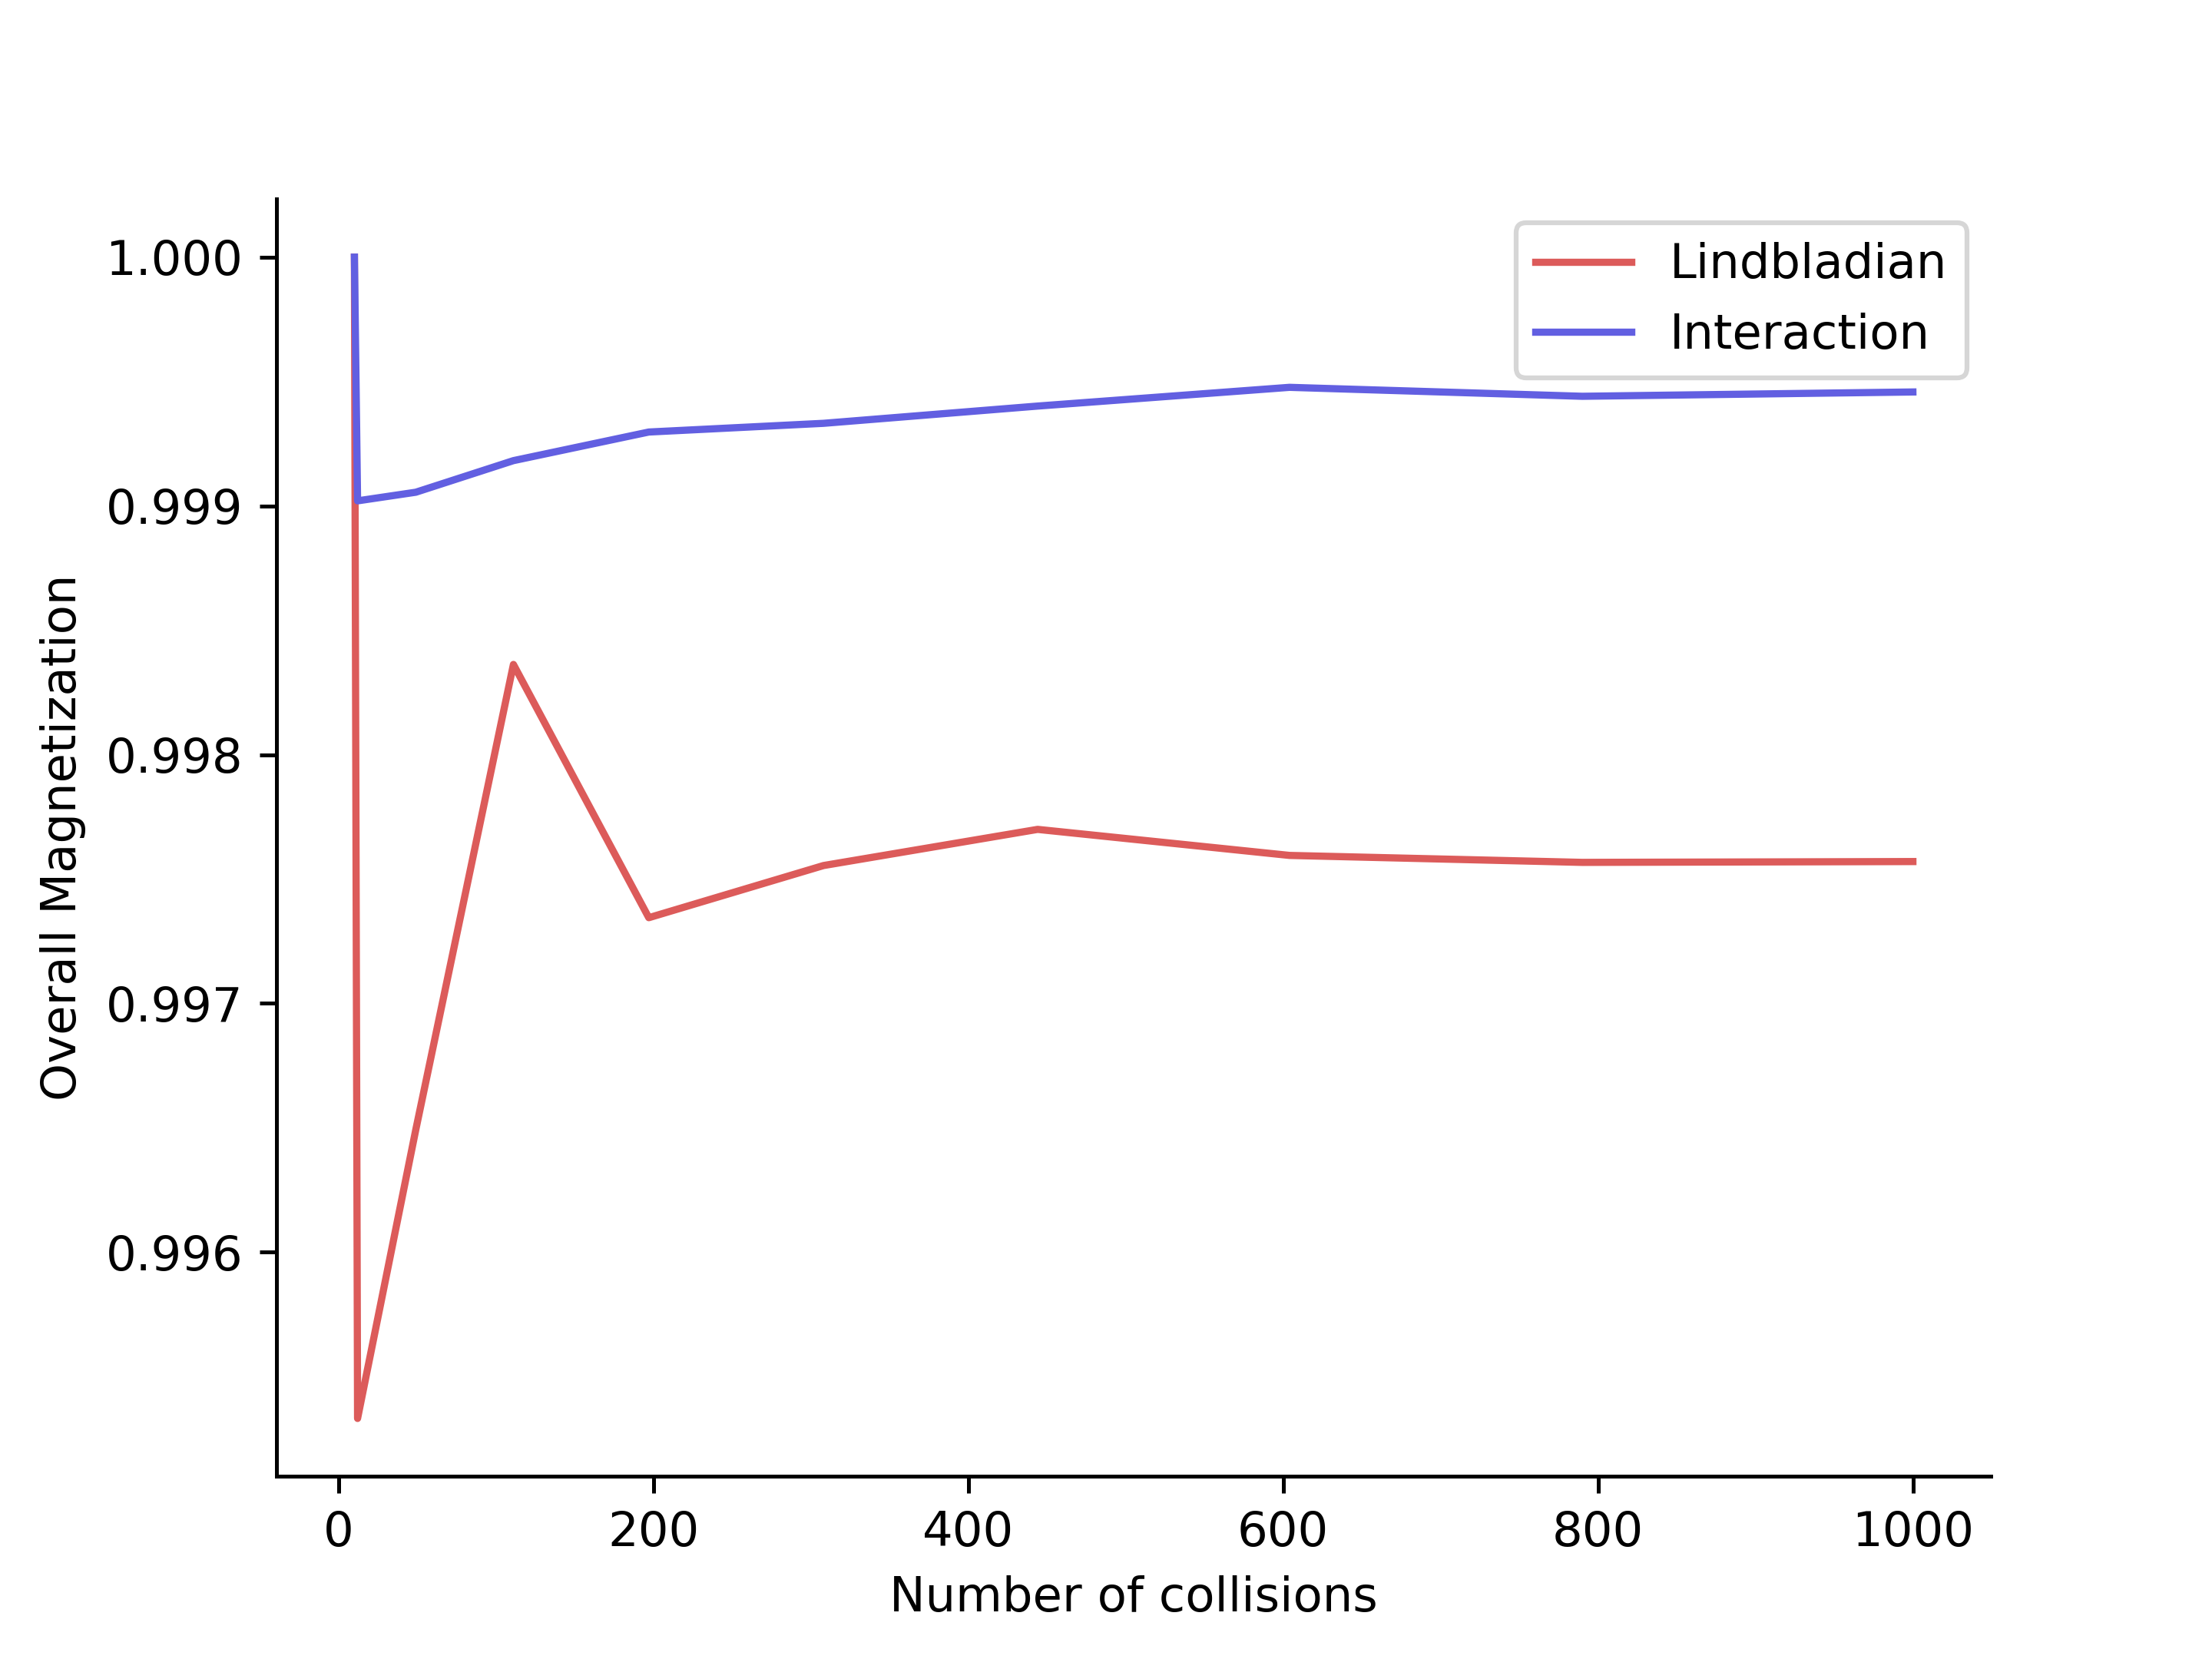 Lindbladian
Interaction
1.000
0.999
0.998
0.997
0.996
Overall Magnetization
0 200 400 600 800 1000
Number of collisions